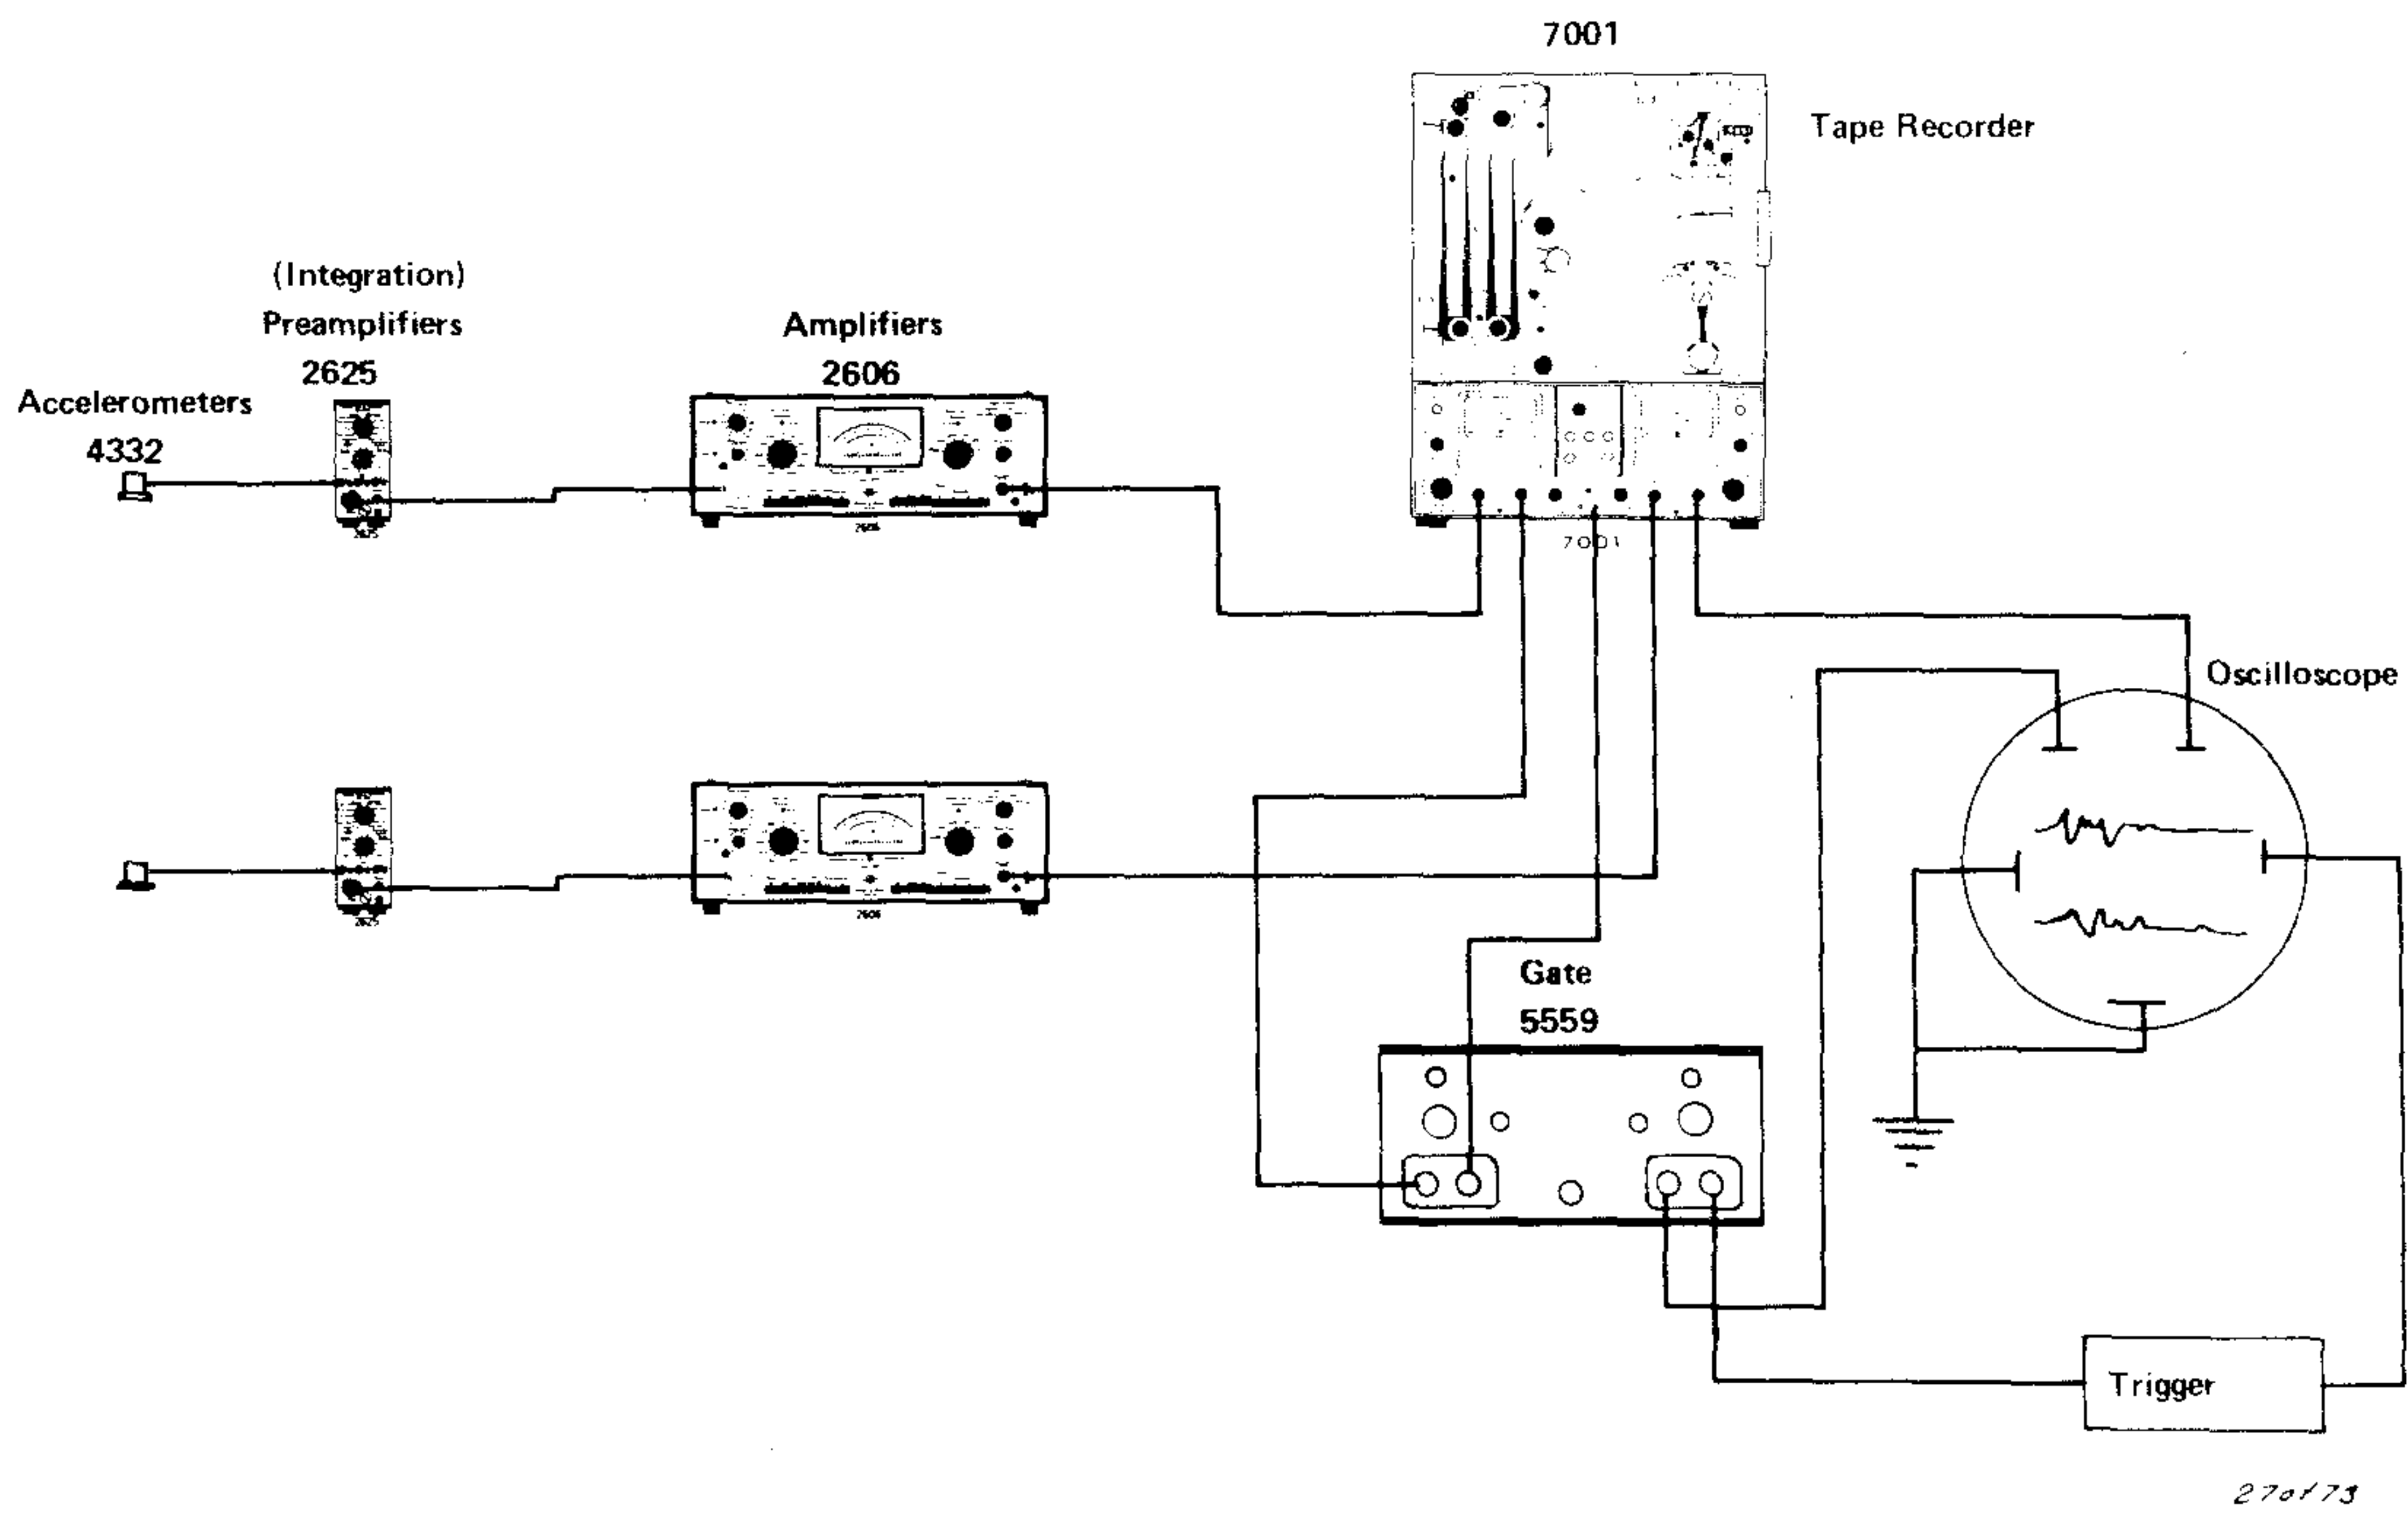 7001
Tape Recorder
(Integration)
Preamplifiers
2625
Amplifiers
2606
Accelerometers
4332
2625
2606
7001
Oscilloscope
2625
2606
Gate
5559
Trigger